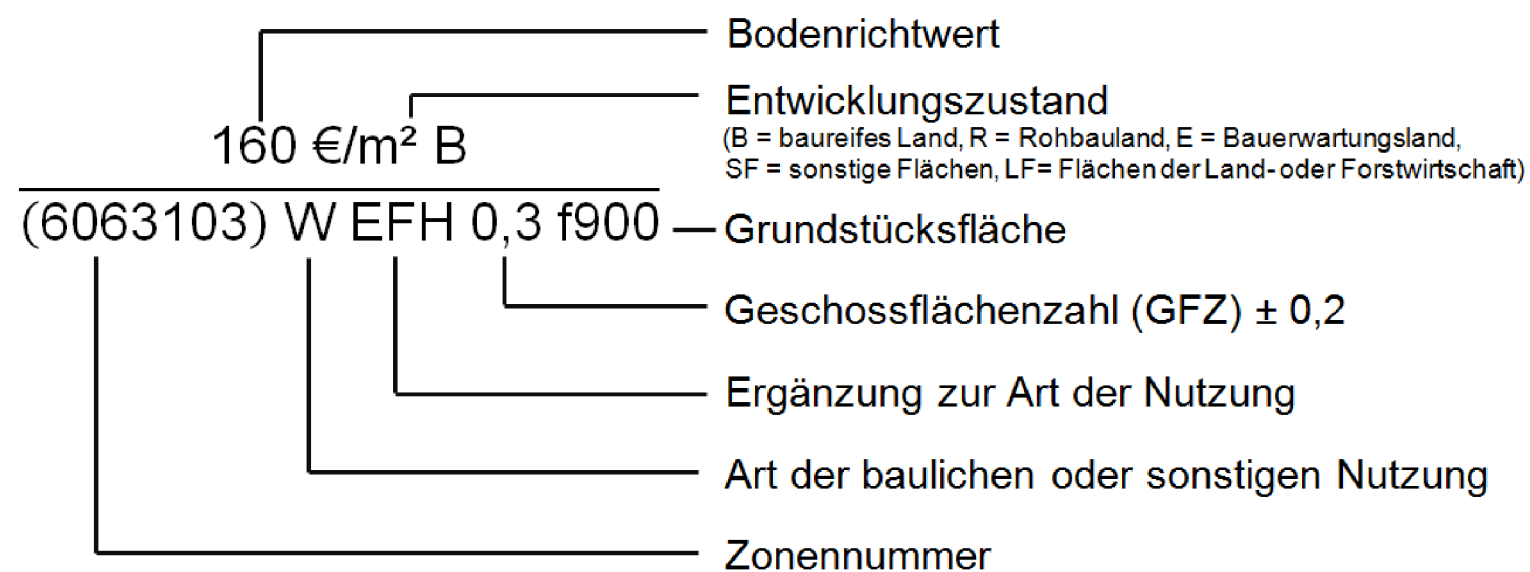 Bodenrichtwert
Entwicklungszustand
(B = baureifes Land, R = Rohbauland, E = Bauerwartungsland,
SF = sonstige Flächen, LF= Flächen der Land- oder Forstwirtschaft)
160 €/m² B
(6063103) W EFH 0,3 f900
Grundstücksfläche
Geschossflächenzahl (GFZ) ± 0,2
Ergänzung zur Art der Nutzung
Art der baulichen oder sonstigen Nutzung
Zonennummer